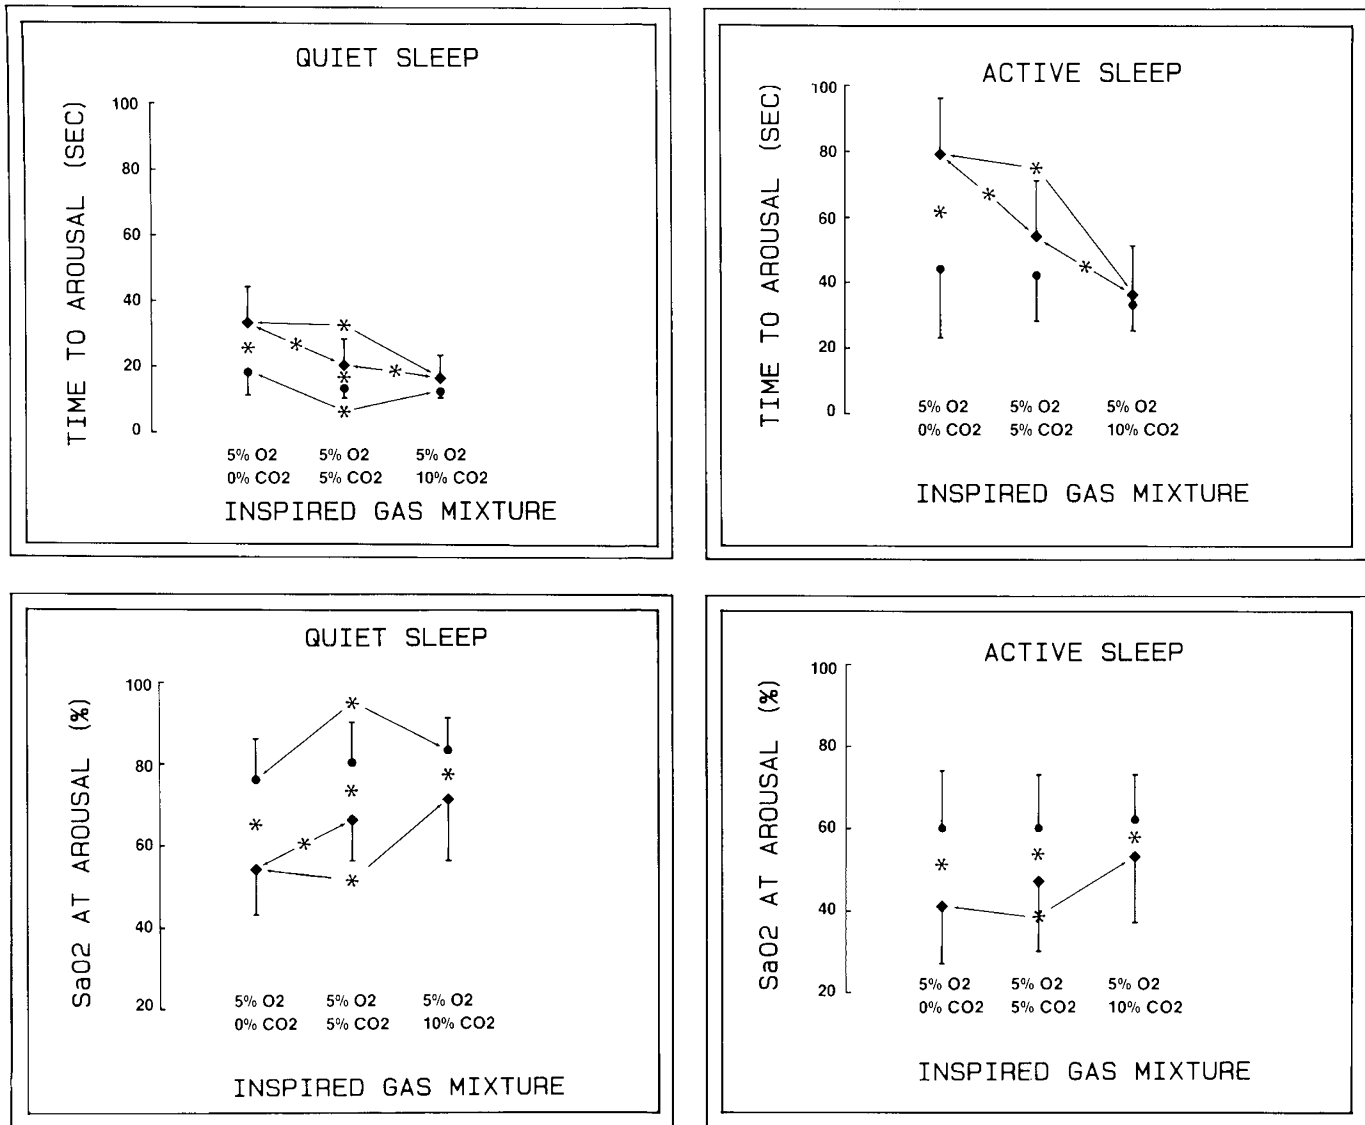 QUIET SLEEP
TIME TO AROUSAL (SEC)
100
80
60
40
20
0
5% O2 5% O2 5% O2
0% CO2 5% CO2 10% CO2
INSPIRED GAS MIXTURE
ACTIVE SLEEP
TIME TO AROUSAL (SEC)
100
80
60
40
20
0
5% O2 5% O2 5% O2
0% CO2 5% CO2 10% CO2
INSPIRED GAS MIXTURE
QUIET SLEEP
SaO2 AT AROUSAL (%)
100
80
60
40
20
5% O2 5% O2 5% O2
0% CO2 5% CO2 10% CO2
INSPIRED GAS MIXTURE
ACTIVE SLEEP
SaO2 AT AROUSAL (%)
100
80
60
40
20
5% O2 5% O2 5% O2
0% CO2 5% CO2 10% CO2
INSPIRED GAS MIXTURE